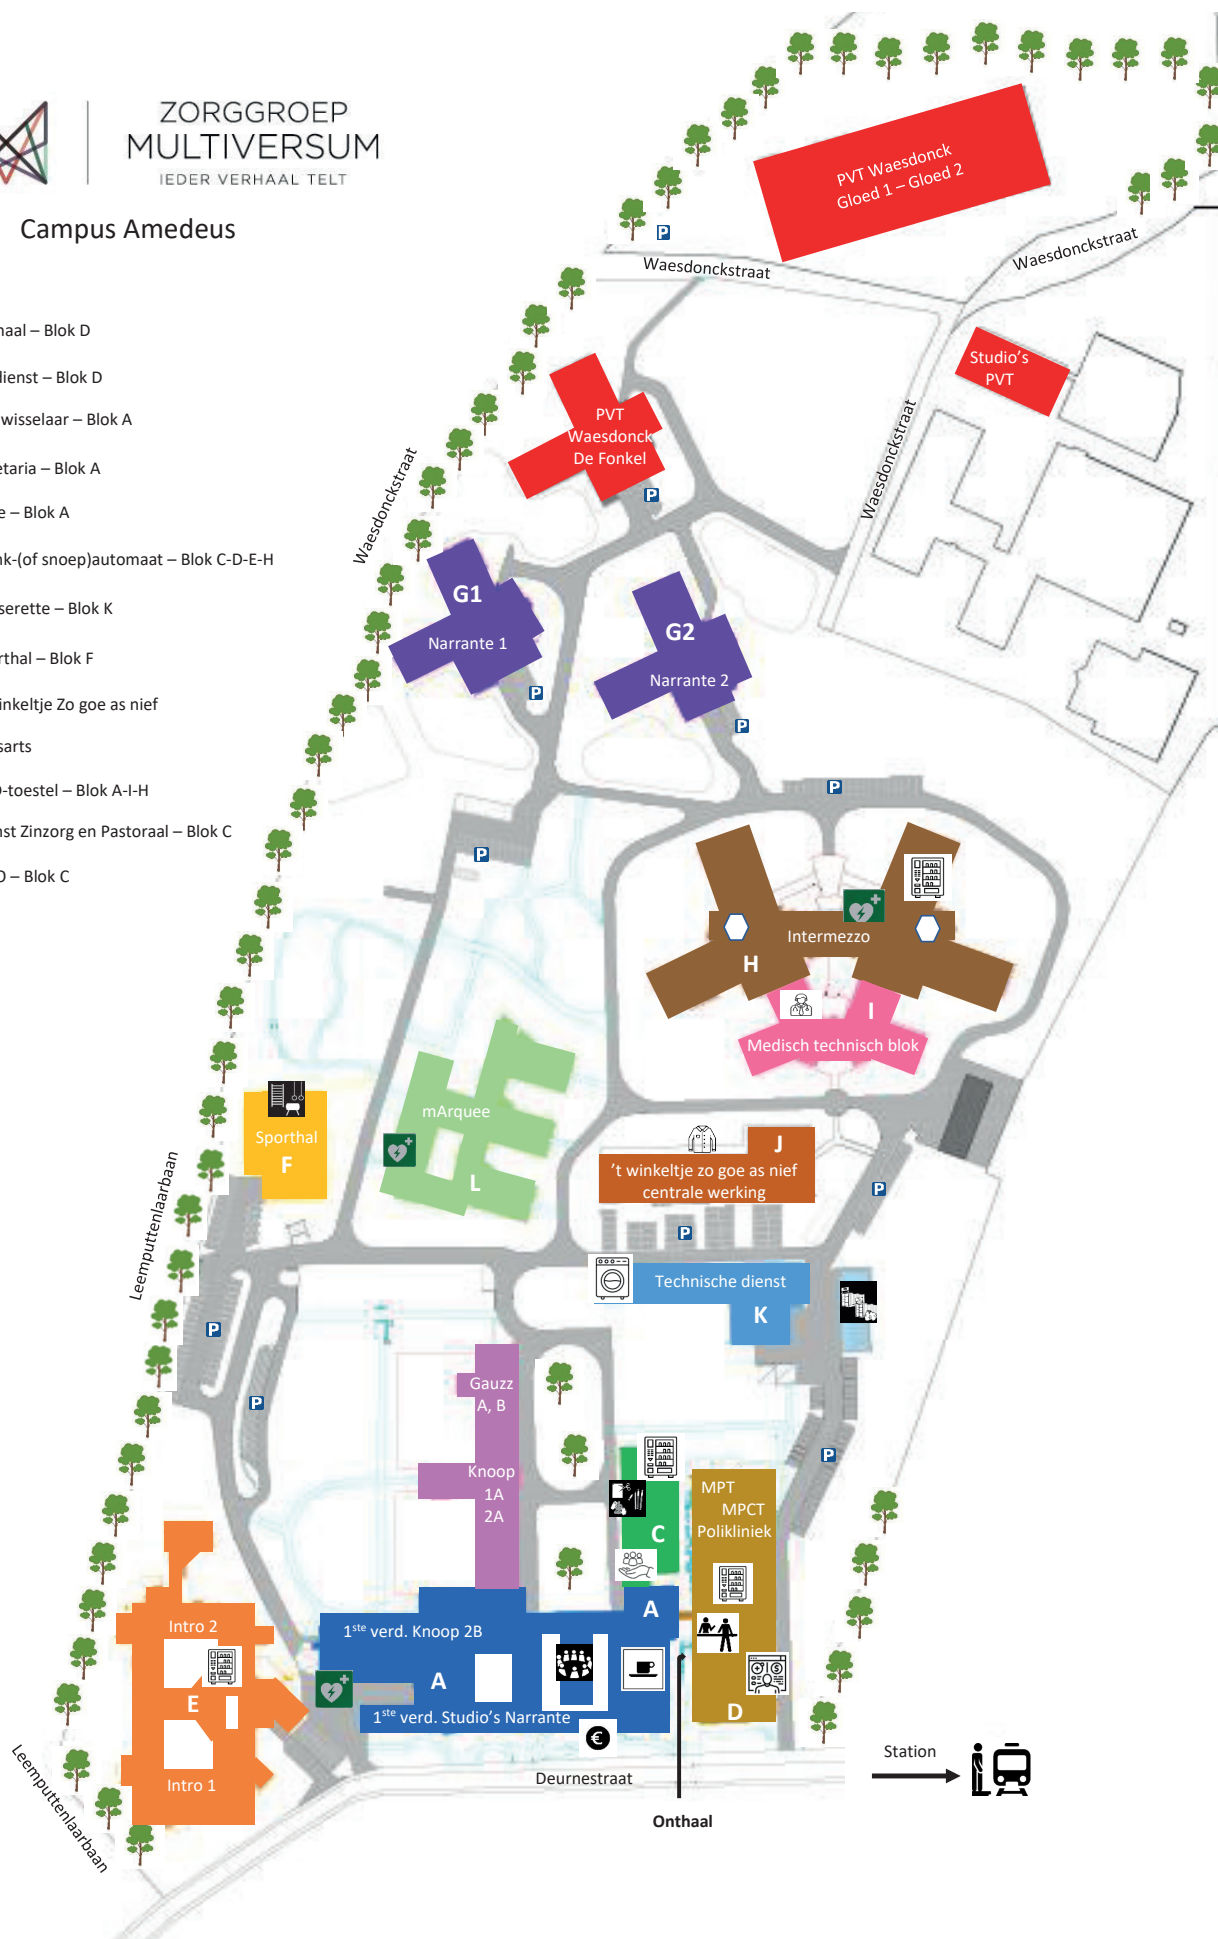 ZORGGROEP
MULTIVERSUM
IEDER VERHAAL TELT
Campus Amedeus
naal – Blok D
dienst – Blok D
wisselaar – Blok A
etaria – Blok A
e – Blok A
nk-(of snoep)automaat – Blok C-D-E-H
serette – Blok K
rthal – Blok F
inkeltje Zo goe as nief
sarts
D-toestel – Blok A-I-H
nst Zinzorg en Pastoraal – Blok C
D – Blok C
PVT Waesdonck
Gloed 1 – Gloed 2
P
Waesdonckstraat
Waesdonckstraat
Studio's
PVT
PVT
Waesdonck
De Fonkel
P
Waesdonckstraat
Waesdonckstraat
G1
Narrante 1
P
G2
Narrante 2
P
P
P
Intermezzo
H
I
Medisch technisch blok
mArquee
L
Sporthal
F
J
't winkeltje zo goe as nief
centrale werking
P
P
Leemputtenlaarbaan
Technische dienst
K
P
P
P
Gauzz
A, B
Knoop
1A
2A
C
MPT
MPCT
Polikliniek
D
Intro 2
E
Intro 1
1ste verd. Knoop 2B
A
A
1ste verd. Studio's Narrante
€
Deurnestraat
Onthaal
Station
Leemputtenlaarbaan